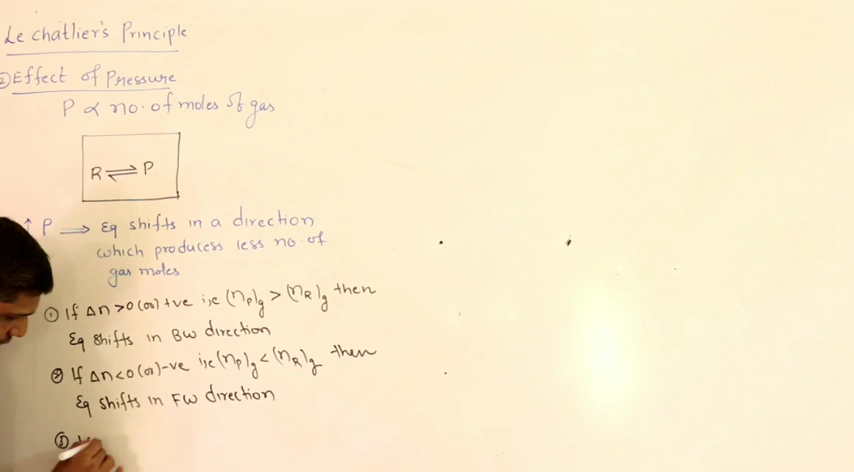 Le chatlier's Principle
②Effect of Pressure
P ∝ no. of moles of gas
R ⇌ P
↑ P ⟹ Eq shifts in a direction
which producess less no. of
gas moles
① If Δn>0 (or) +ve i;e (np)g > (nR)g then
Eq shifts in BW direction
② If Δn<0 (or) -ve i;e (np)g < (nR)g then
Eq shifts in FW direction
③